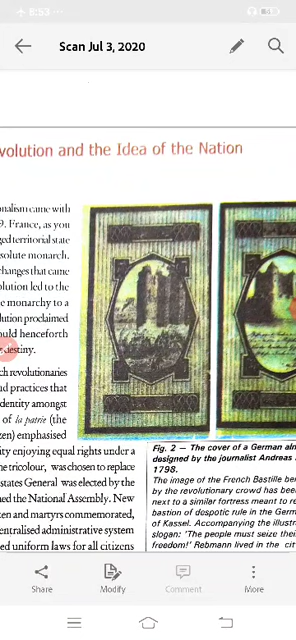 8:53
Scan Jul 3, 2020
volution and the Idea of the Nation
nalism came with
9. France, as you
ged territorial state
solute monarch.
changes that came
olution led to the
e monarchy to a
lution proclaimed
ould henceforth
destiny.
ch revolutionaries
nd practices that
identity amongst
of la patrie (the
zen) emphasised
ity enjoying equal rights under a
he tricolour, was chosen to replace
states General was elected by the
ned the National Assembly. New
en and martyrs commemorated,
entralised administrative system
ed uniform laws for all citizens
Fig. 2 — The cover of a German alm
designed by the journalist Andreas
1798.
The image of the French Bastille be
by the revolutionary crowd has bee
next to a similar fortress meant to re
bastion of despotic rule in the Germ
of Kassel. Accompanying the illustr
slogan: 'The people must seize thei
freedom!' Rebmann lived in the cit
Share
Modify
Comment
More